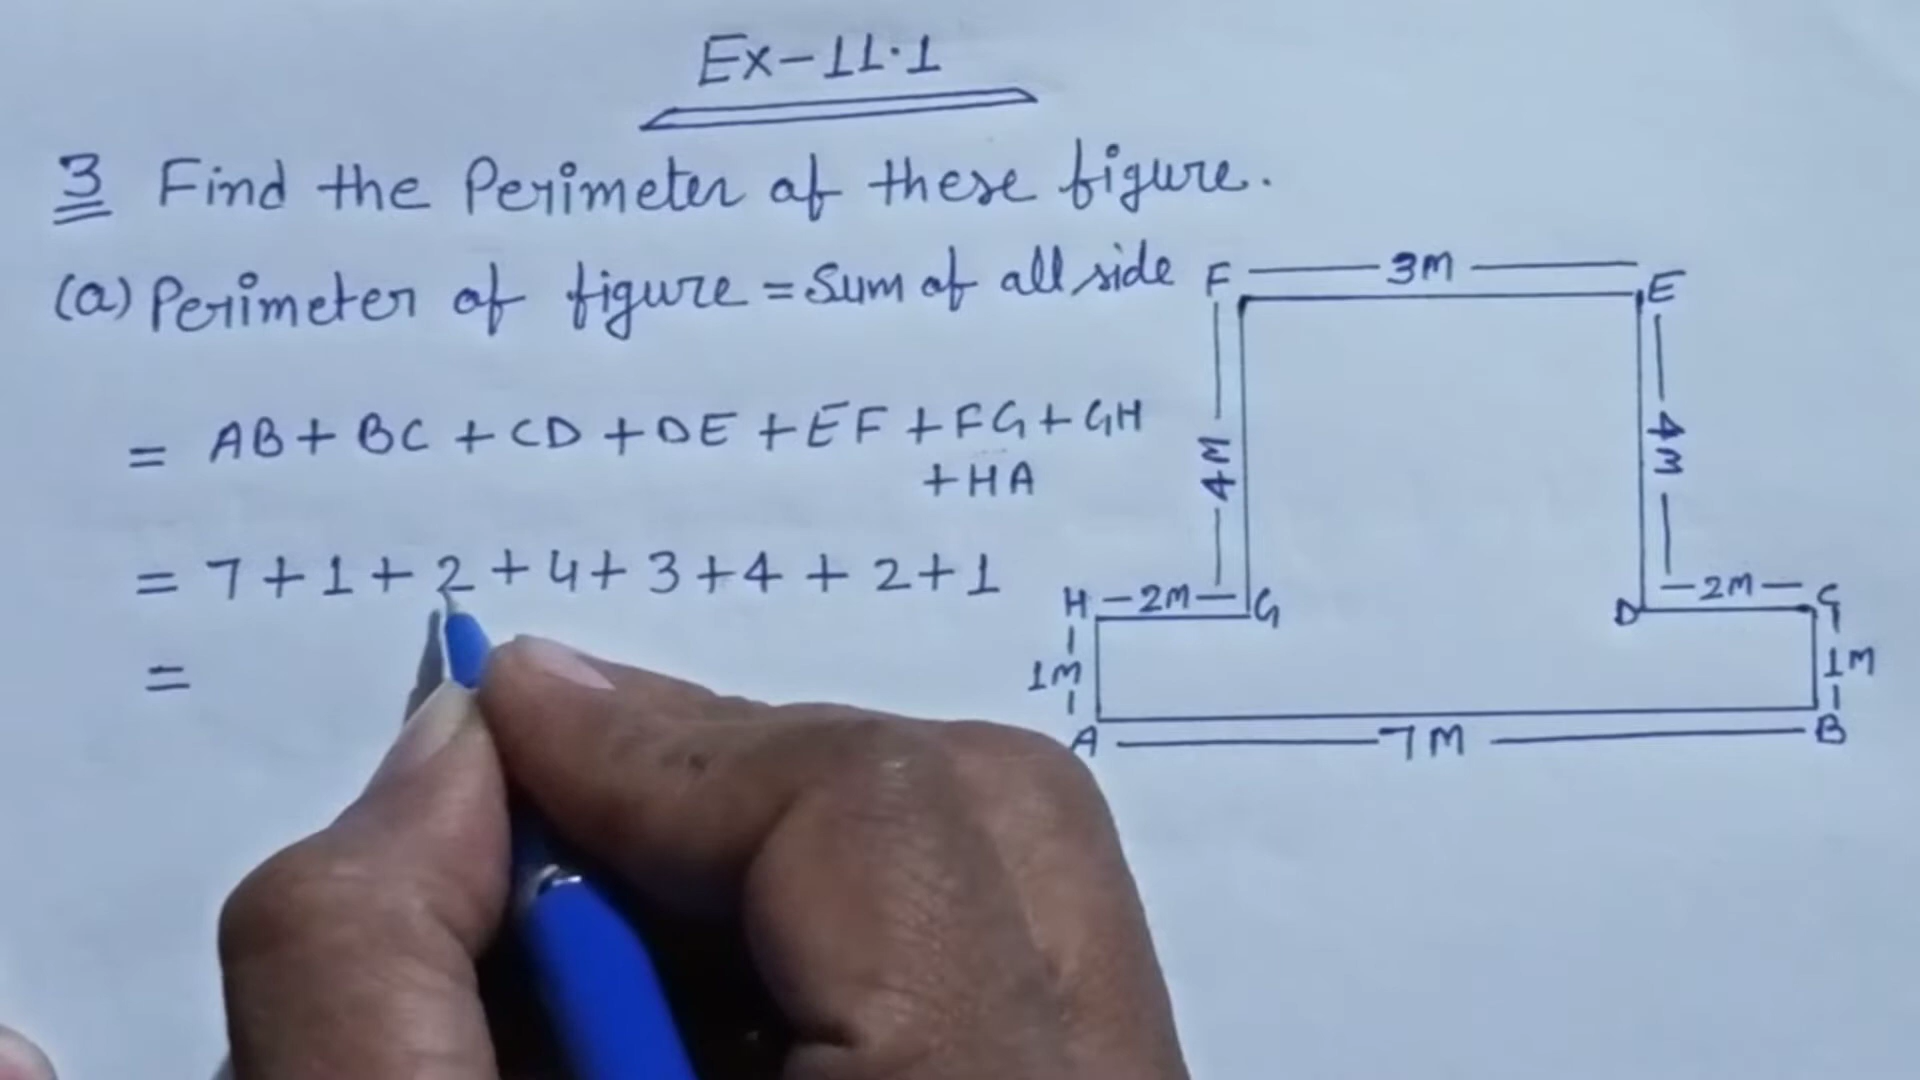 Ex-11.1
3 Find the Perimeter of these figure.
(a) Perimeter of figure = Sum of all side
= AB + BC + CD + DE + EF + FG + GH
+ HA
= 7 + 1 + 2 + 4 + 3 + 4 + 2 + 1
=
F 3M E
4M
4M
H 2M G
D 2M C
1M
1M
A 7M B